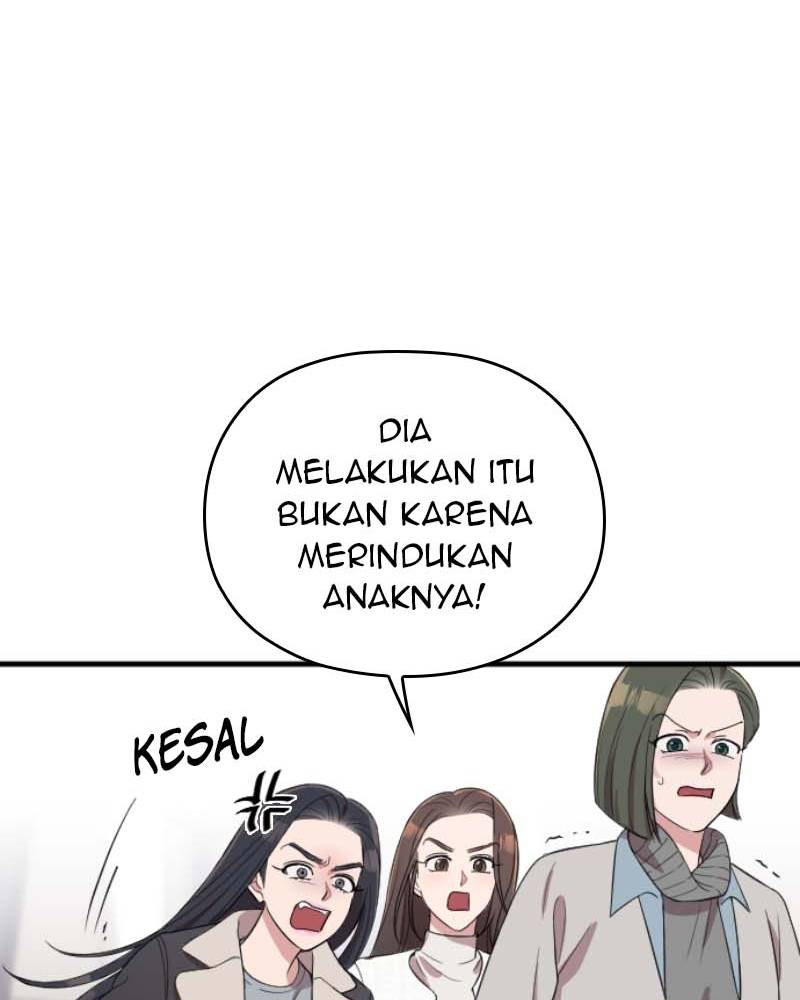 DIA
MELAKUKAN ITU
BUKAN KARENA
MERINDUKAN
ANAKNYA!
KESAL